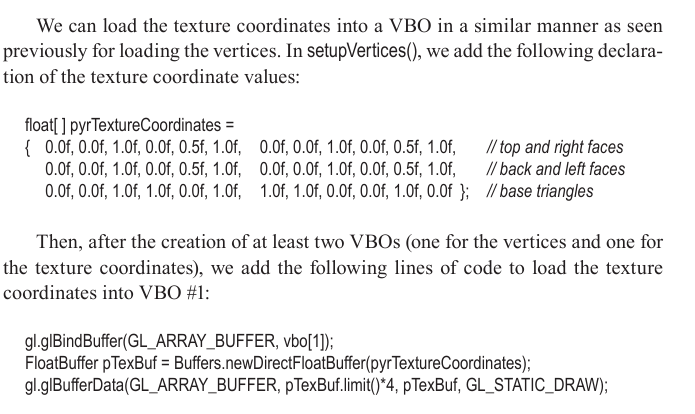 We can load the texture coordinates into a VBO in a similar manner as seen
previously for loading the vertices. In setupVertices(), we add the following declara-
tion of the texture coordinate values:
float[ ] pyrTextureCoordinates =
{ 0.0f, 0.0f, 1.0f, 0.0f, 0.5f, 1.0f, 0.0f, 0.0f, 1.0f, 0.0f, 0.5f, 1.0f, // top and right faces
0.0f, 0.0f, 1.0f, 0.0f, 0.5f, 1.0f, 0.0f, 0.0f, 1.0f, 0.0f, 0.5f, 1.0f, // back and left faces
0.0f, 0.0f, 1.0f, 1.0f, 0.0f, 1.0f, 1.0f, 1.0f, 0.0f, 0.0f, 1.0f, 0.0f }; // base triangles
Then, after the creation of at least two VBOs (one for the vertices and one for
the texture coordinates), we add the following lines of code to load the texture
coordinates into VBO #1:
gl.glBindBuffer(GL_ARRAY_BUFFER, vbo[1]);
FloatBuffer pTexBuf = Buffers.newDirectFloatBuffer(pyrTextureCoordinates);
gl.glBufferData(GL_ARRAY_BUFFER, pTexBuf.limit()*4, pTexBuf, GL_STATIC_DRAW);